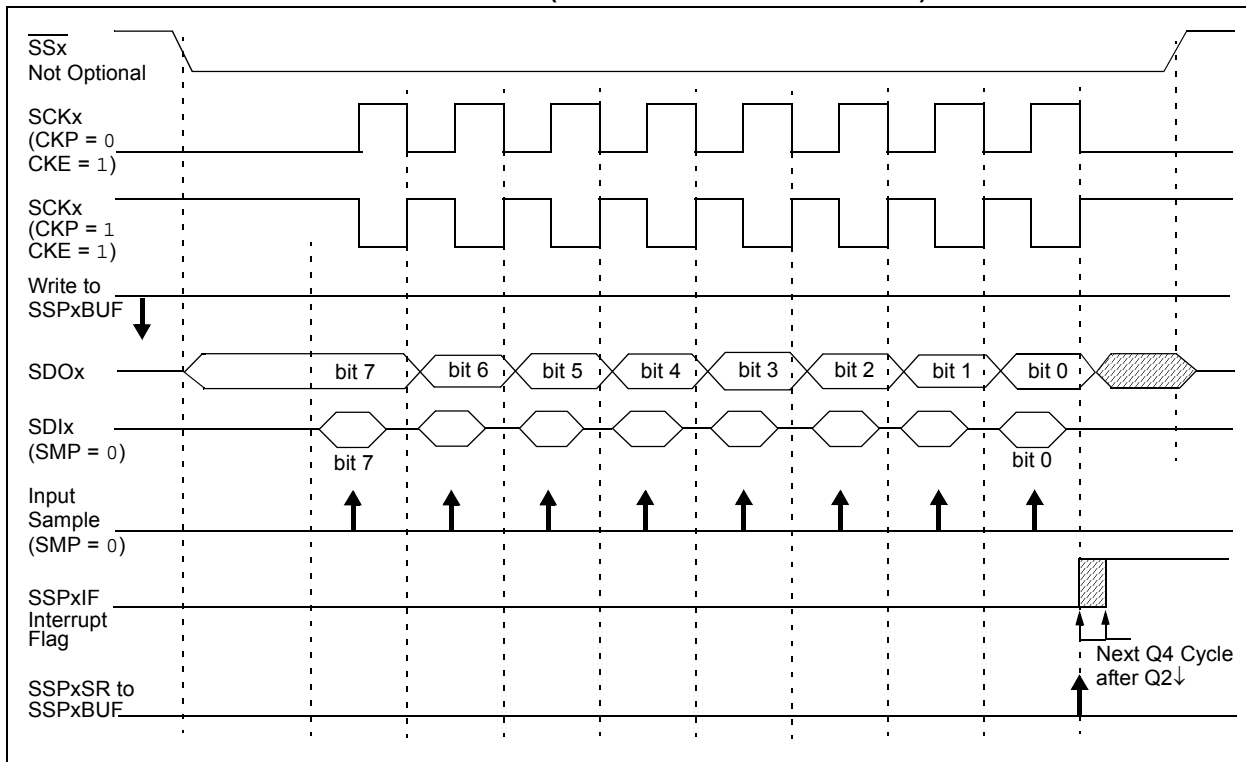 SSx
Not Optional
SCKx
(CKP = 0
CKE = 1)
SCKx
(CKP = 1
CKE = 1)
Write to
SSPxBUF
SDOx
bit 7
bit 6
bit 5
bit 4
bit 3
bit 2
bit 1
bit 0
SDIx
(SMP = 0)
bit 7
bit 0
Input
Sample
(SMP = 0)
SSPxIF
Interrupt
Flag
Next Q4 Cycle
after Q2↓
SSPxSR to
SSPxBUF